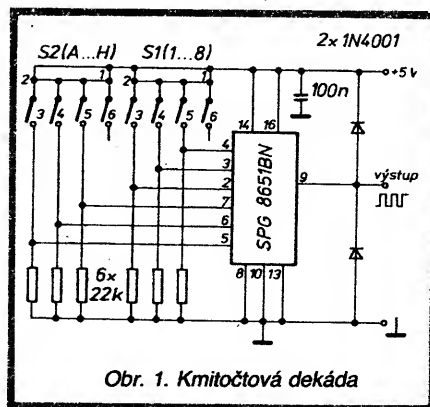 S2(A...H) S1(1...8) 2x 1N4001
2 1 2 1
+5 V
3 4 5 6 3 4 5 6
100n
14 16
4
3
2
7
6
5
SPG 8651BN
9
výstup
6x
22k
8 10 13
Obr. 1. Kmitočtová dekáda